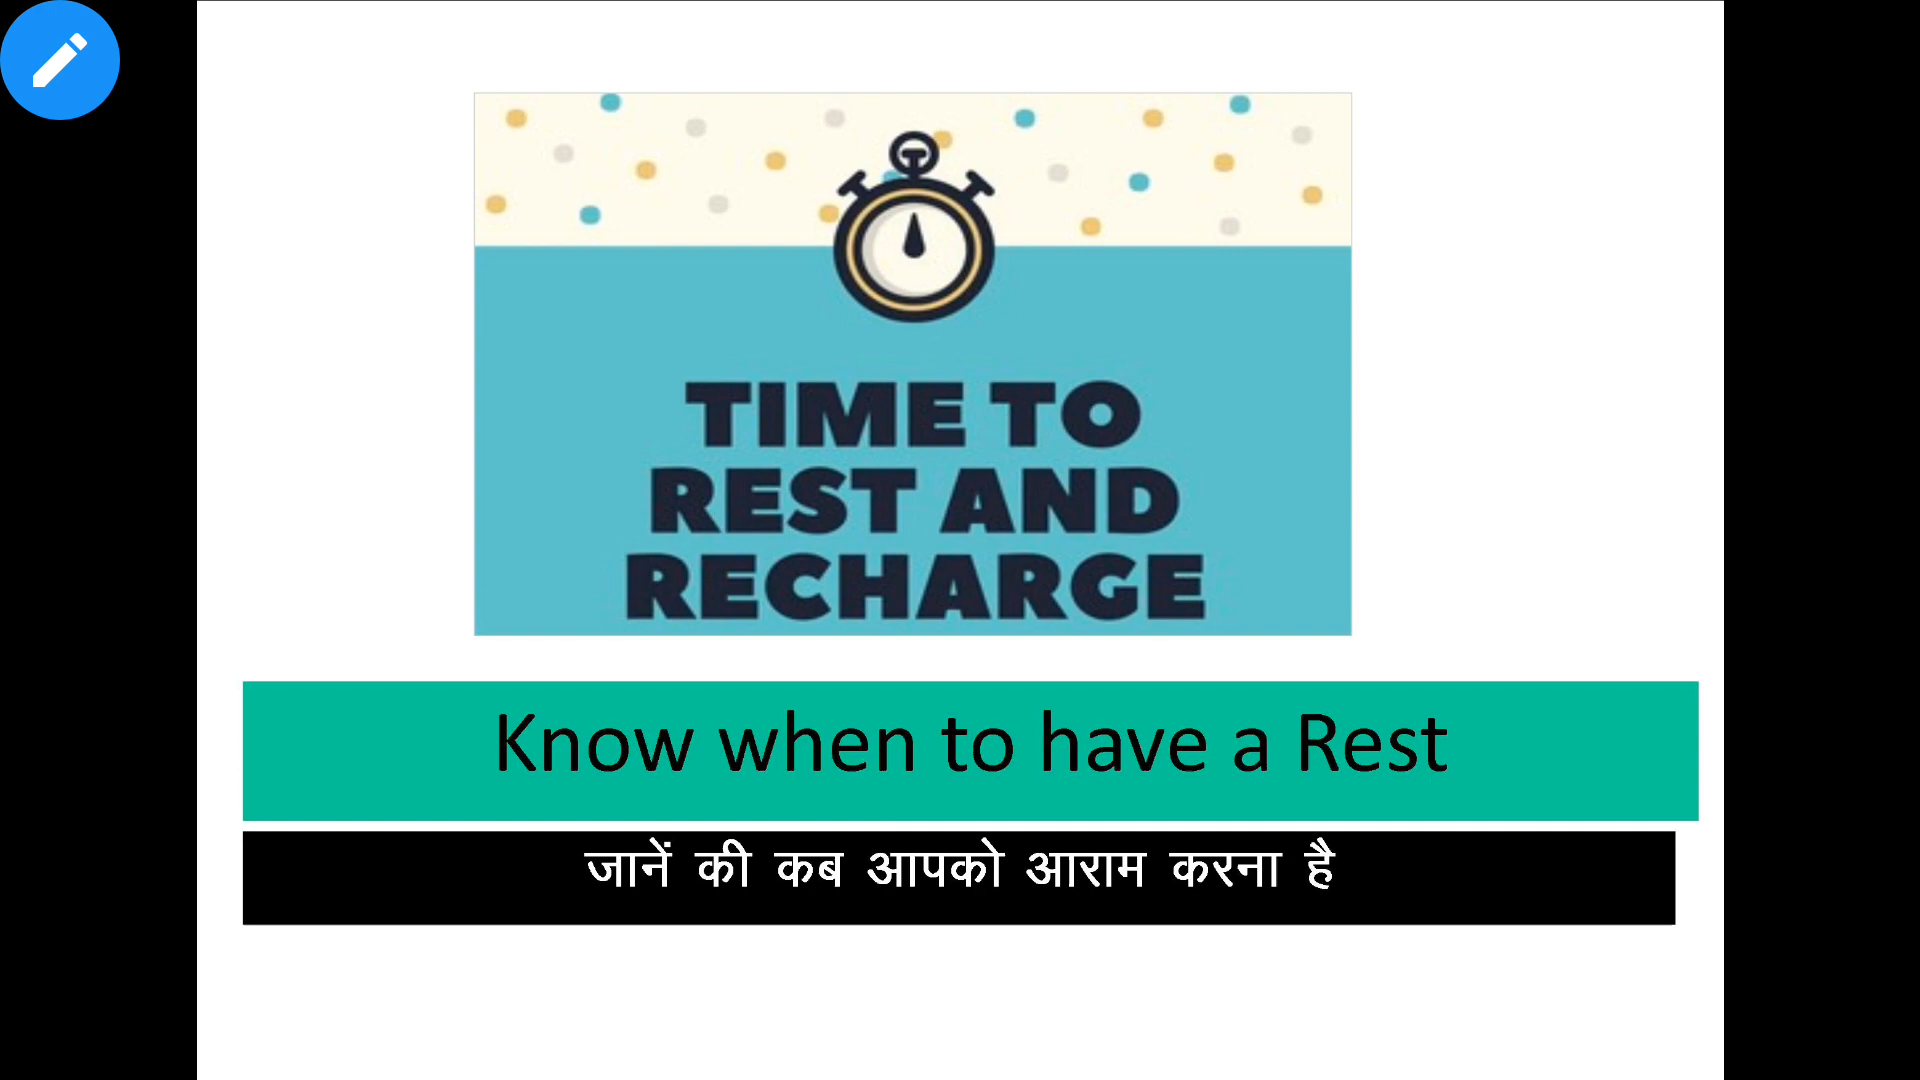 TIME TO
REST AND
RECHARGE
Know when to have a Rest
जानें की कब आपको आराम करना है